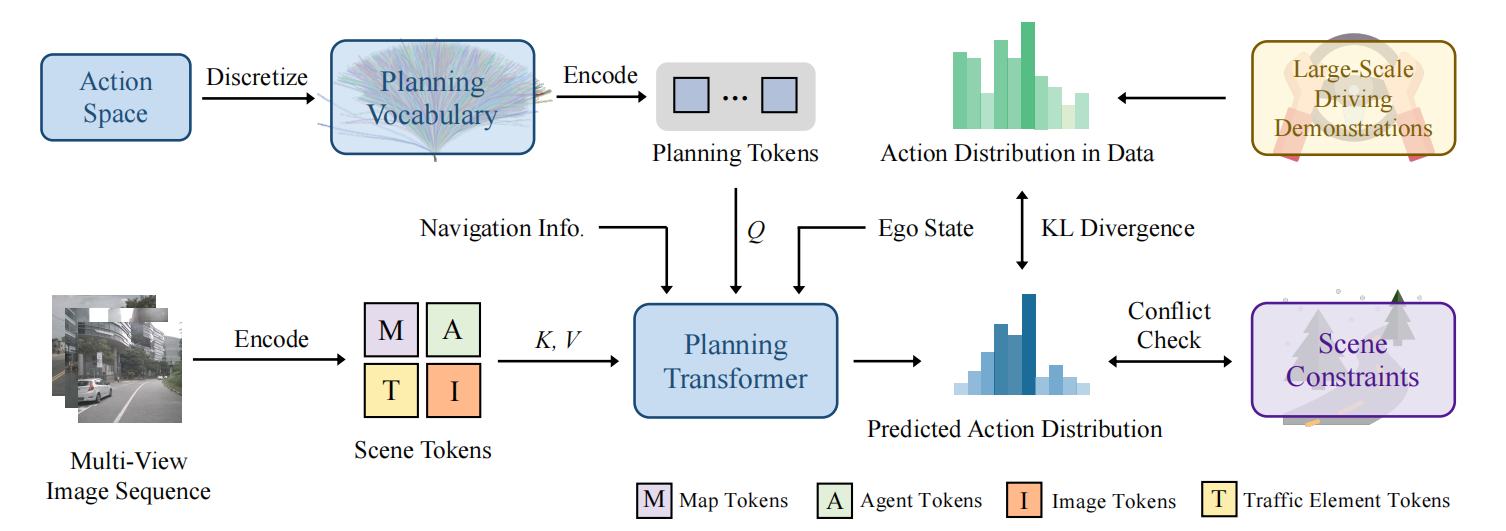 Action
Space
Discretize
Planning
Vocabulary
Encode
...
Planning Tokens
Action Distribution in Data
Large-Scale
Driving
Demonstrations
Navigation Info.
Q
Ego State
KL Divergence
Multi-View
Image Sequence
Encode
M
A
T
I
Scene Tokens
K, V
Planning
Transformer
Predicted Action Distribution
Conflict
Check
Scene
Constraints
M Map Tokens
A Agent Tokens
I Image Tokens
T Traffic Element Tokens